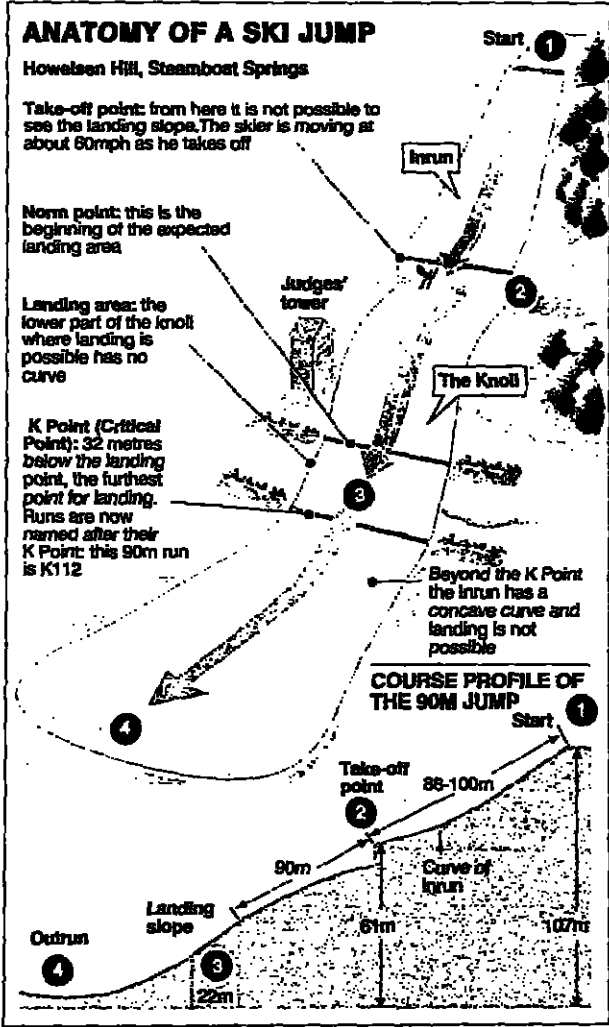 ANATOMY OF A SKI JUMP
Howelsen Hill, Steamboat Springs
Start 1
Take-off point: from here it is not possible to
see the landing slope. The skier is moving at
about 60mph as he takes off
Inrun
Norm point: this is the
beginning of the expected
landing area
2
Judges'
tower
Landing area: the
lower part of the knoll
where landing is
possible has no
curve
The Knoll
K Point (Critical
Point): 32 metres
below the landing
point, the furthest
point for landing.
Runs are now
named after their
K Point: this 90m run
is K112
3
Beyond the K Point
the inrun has a
concave curve and
landing is not
possible
4
COURSE PROFILE OF
THE 90M JUMP
Start 1
Take-off
point
2
86-100m
90m
Curve of
inrun
Landing
slope
61m
107m
Outrun
4
3
22m